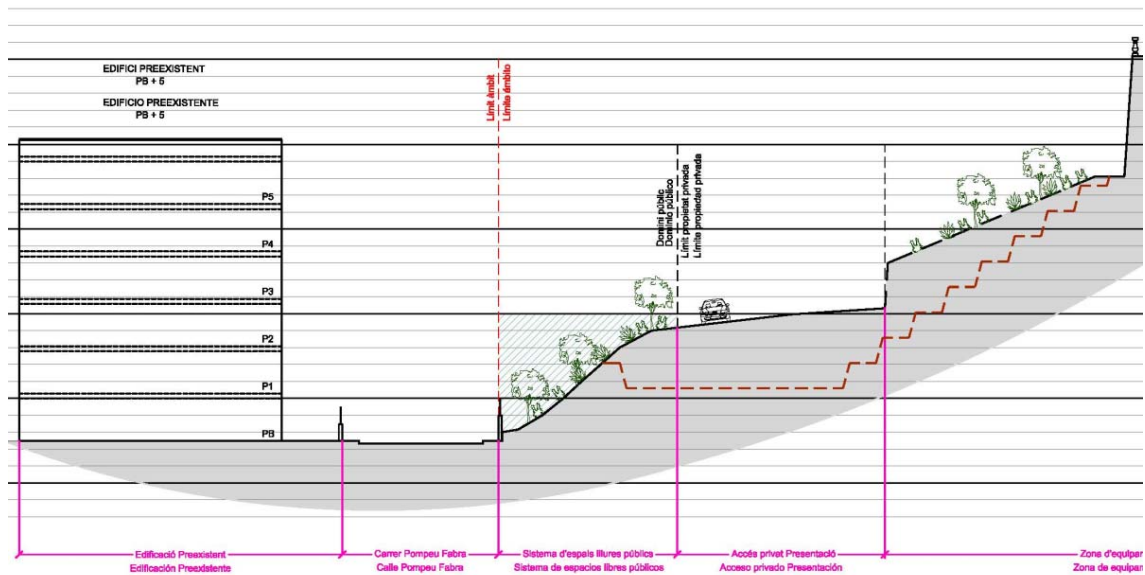 EDIFICI PREEXISTENT
PB + 5
EDIFICIO PREEXISTENTE
PB + 5
Límit àmbit
Límite ámbito
P5
P4
P3
P2
P1
PB
Domini públic
Dominio público
Límit propietat privada
Límite propiedad privada
Edificació Preexistent
Edificación Preexistente
Carrer Pompeu Fabra
Calle Pompeu Fabra
Sistema d'espais lliures públics
Sistema de espacios libres públicos
Accés privat Presentació
Acceso privado Presentación
Zona d'equipar
Zona de equipar